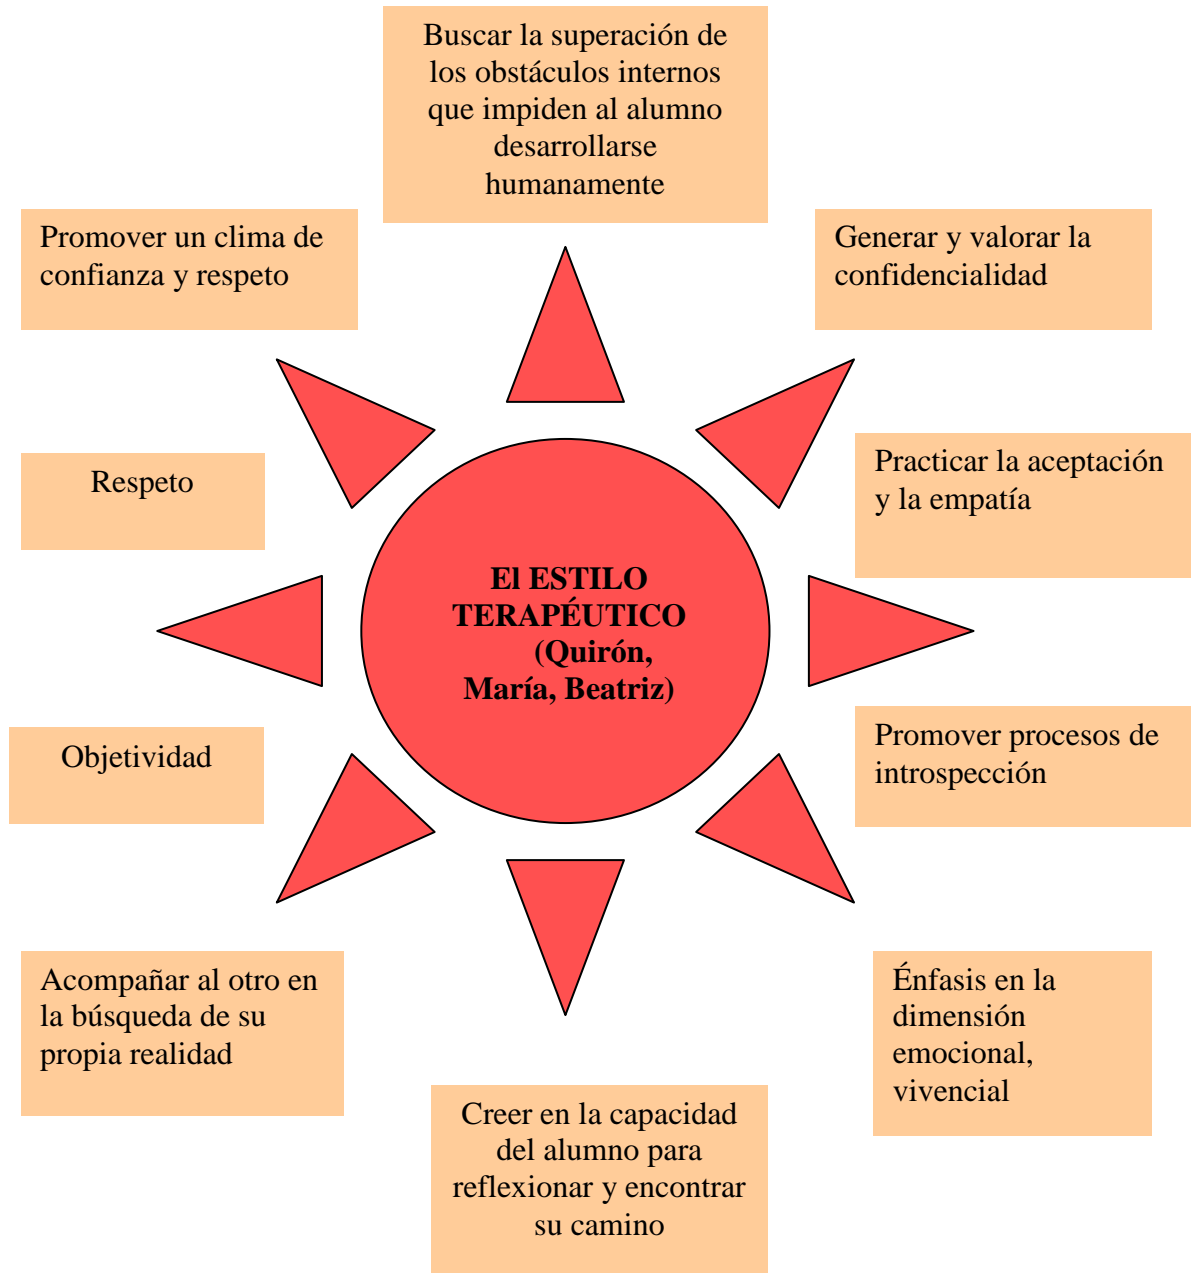 Buscar la superación de
los obstáculos internos
que impiden al alumno
desarrollarse
humanamente
Promover un clima de
confianza y respeto
Generar y valorar la
confidencialidad
Respeto
Practicar la aceptación
y la empatía
El ESTILO
TERAPÉUTICO
(Quirón,
María, Beatriz)
Objetividad
Promover procesos de
introspección
Acompañar al otro en
la búsqueda de su
propia realidad
Énfasis en la
dimensión
emocional,
vivencial
Creer en la capacidad
del alumno para
reflexionar y encontrar
su camino